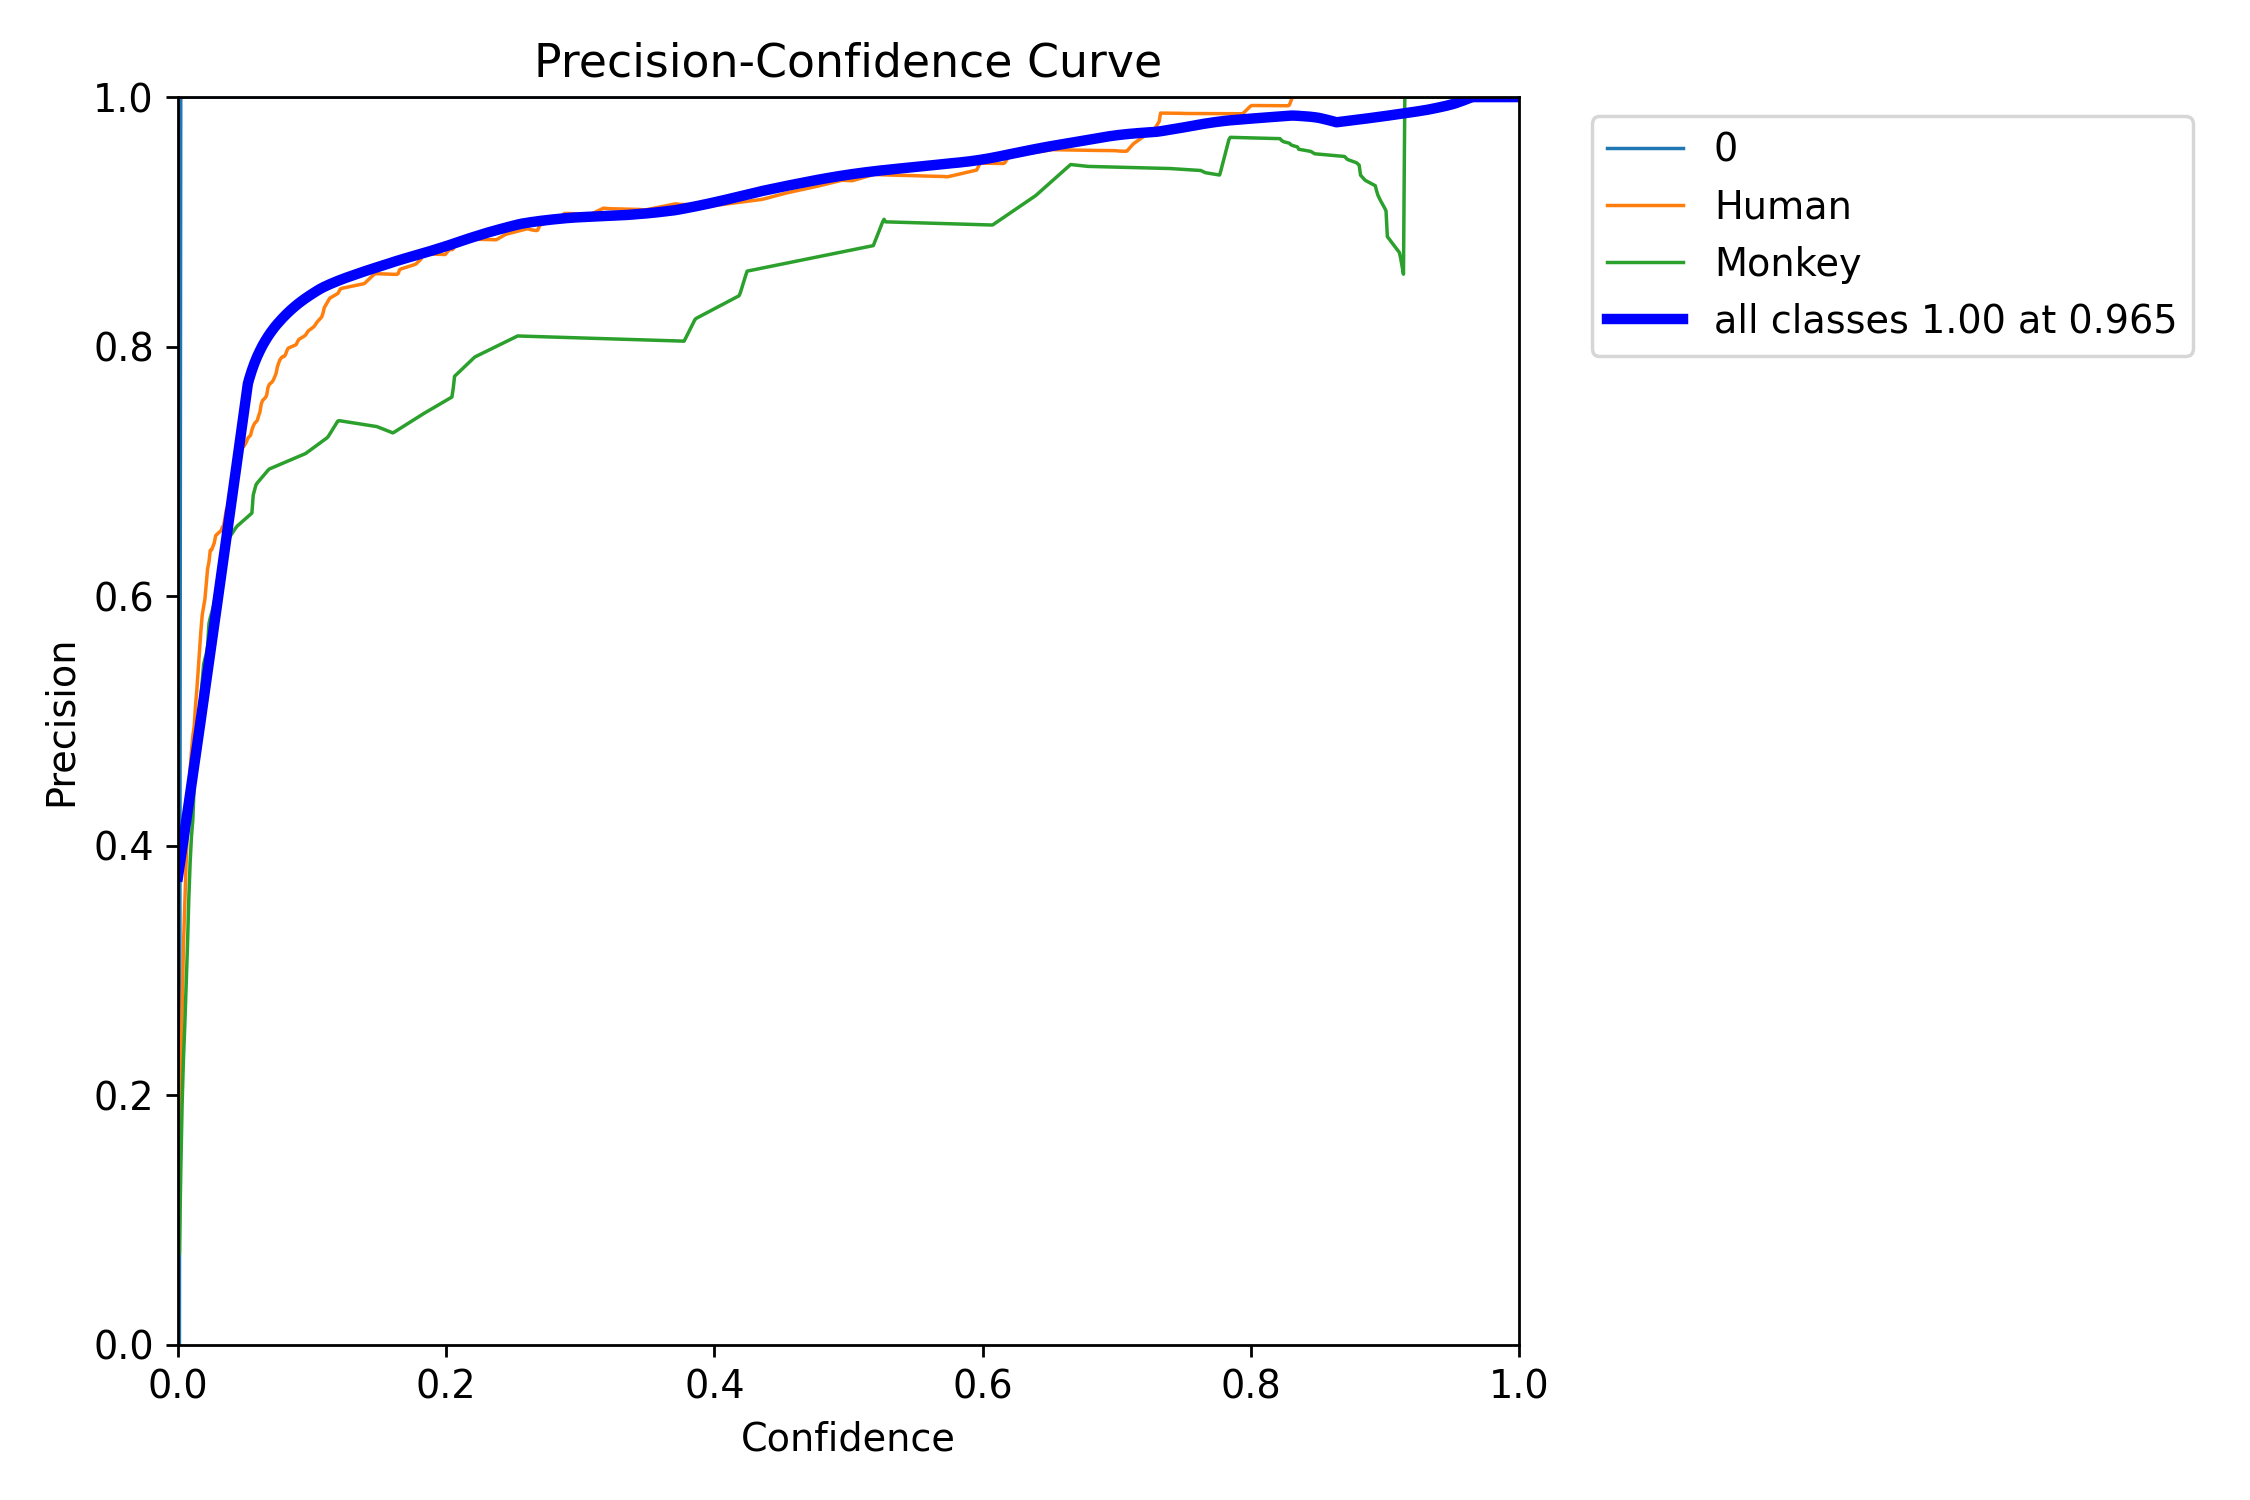 Precision-Confidence Curve
1.0
0.8
0.6
0.4
0.2
0.0
Precision
0.0 0.2 0.4 0.6 0.8 1.0
Confidence
0
Human
Monkey
all classes 1.00 at 0.965